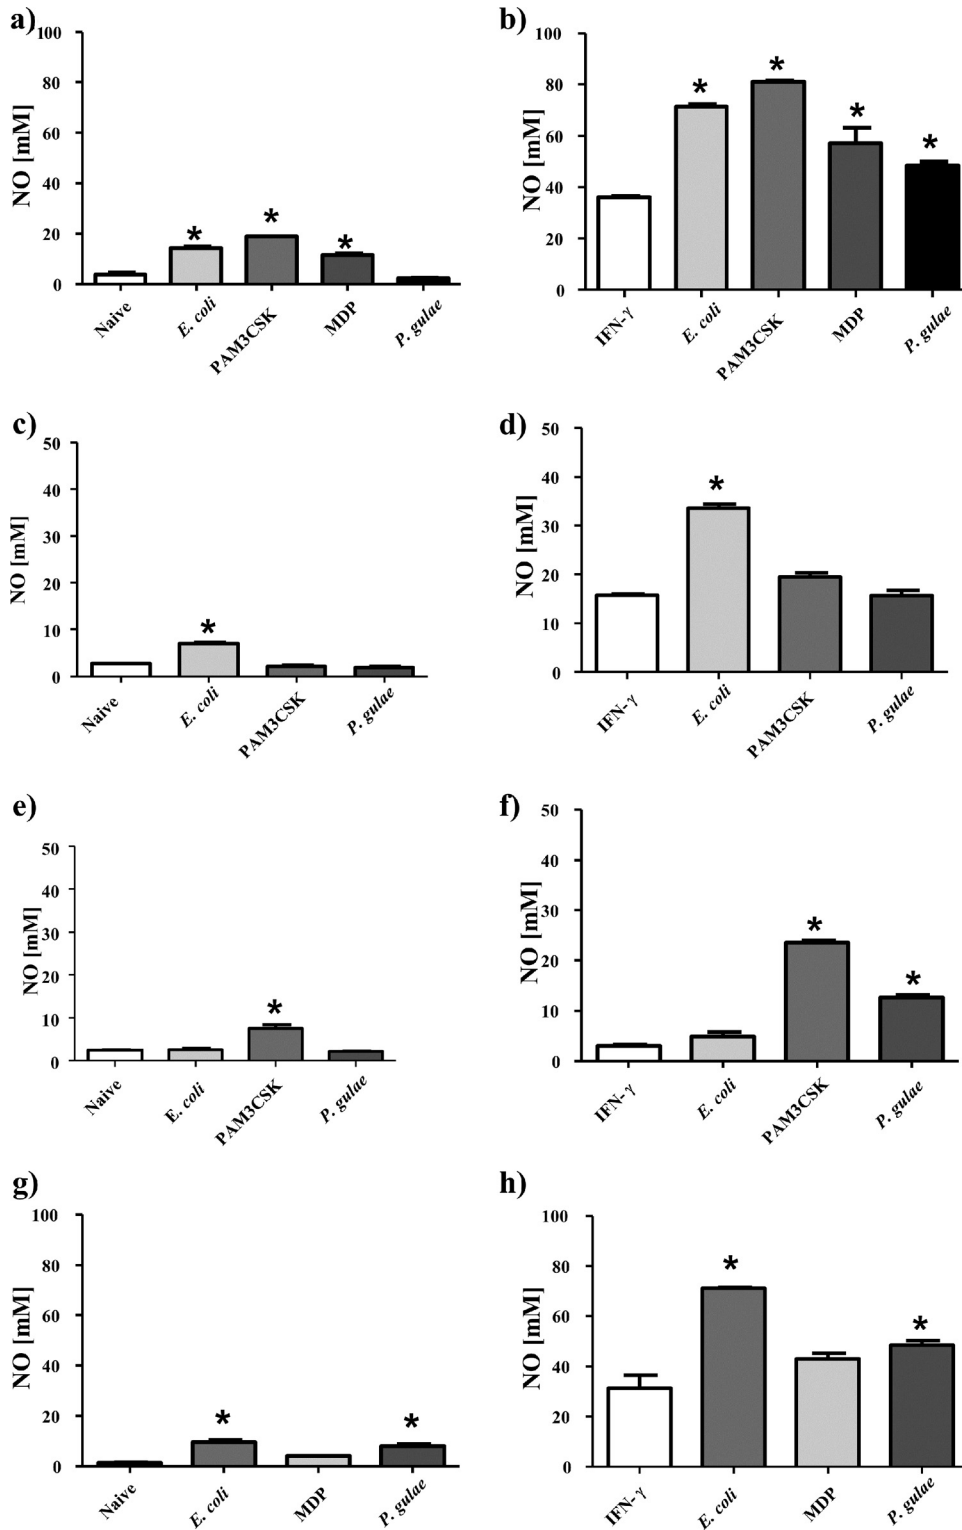 a)
100
80
60
40
20
0
NO [mM]
*
*
*
Naive
E. coli
PAM3CSK
MDP
P. gulae
b)
100
80
60
40
20
0
NO [mM]
*
*
*
*
IFN-γ
E. coli
PAM3CSK
MDP
P. gulae
c)
50
40
30
20
10
0
NO [mM]
*
Naive
E. coli
PAM3CSK
P. gulae
d)
50
40
30
20
10
0
NO [mM]
*
IFN-γ
E. coli
PAM3CSK
P. gulae
e)
50
40
30
20
10
0
NO [mM]
*
Naive
E. coli
PAM3CSK
P. gulae
f)
50
40
30
20
10
0
NO [mM]
*
*
IFN-γ
E. coli
PAM3CSK
P. gulae
g)
100
80
60
40
20
0
NO [mM]
*
*
Naive
E. coli
MDP
P. gulae
h)
100
80
60
40
20
0
NO [mM]
*
*
IFN-γ
E. coli
MDP
P. gulae